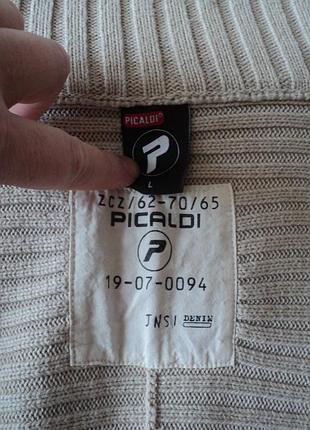 PICALDI®
P
L
ZCZ/62-70/65
PICALDI
P
19-07-0094
JNSI DENIM